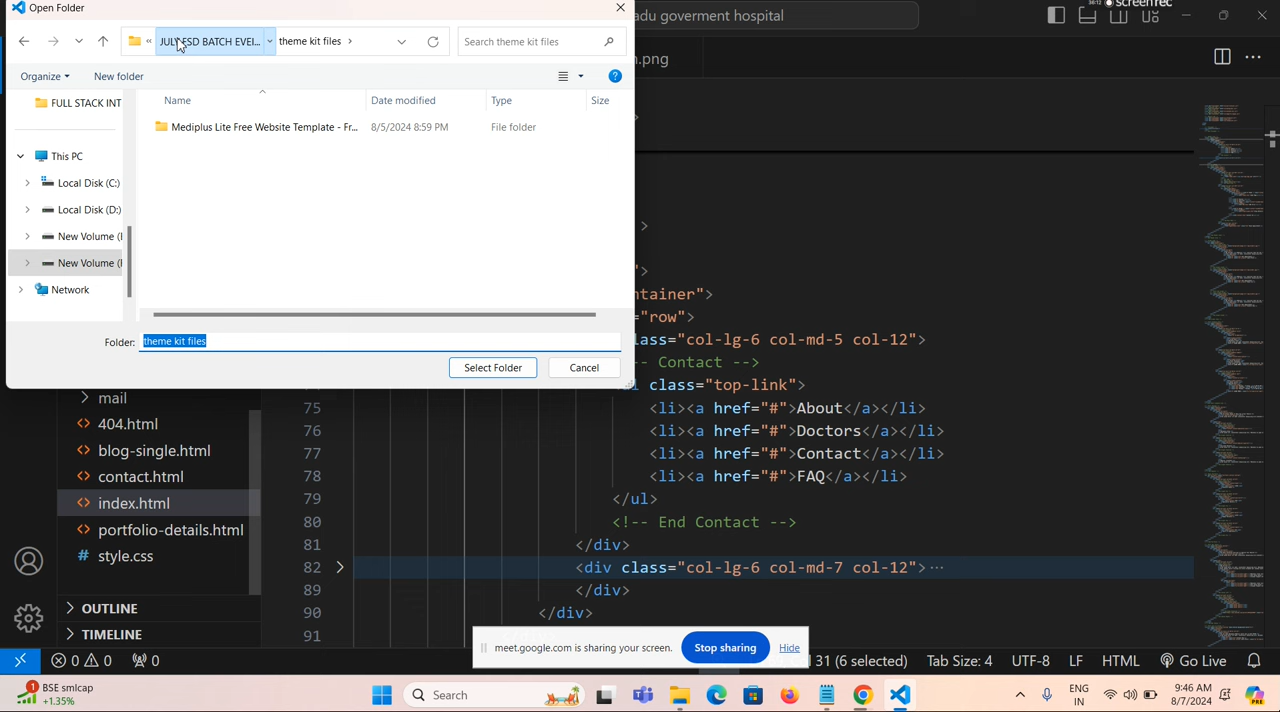 Open Folder
adu goverment hospital
SCreenrec
« JULY FSD BATCH EVEI... theme kit files
Search theme kit files
n.png
Organize
New folder
FULL STACK INT
Name
Date modified
Type
Size
Mediplus Lite Free Website Template - Fr...
8/5/2024 8:59 PM
File folder
This PC
Local Disk (C:)
Local Disk (D:)
New Volume (
New Volume (
Network
>
>
">
ntainer">
="row">
lass="col-lg-6 col-md-5 col-12">
-- Contact -->
l class="top-link">
Folder:
theme kit files
Select Folder
Cancel
mail
404.html
blog-single.html
contact.html
index.html
portfolio-details.html
style.css
OUTLINE
TIMELINE
75 <li><a href="#">About</a></li>
76 <li><a href="#">Doctors</a></li>
77 <li><a href="#">Contact</a></li>
78 <li><a href="#">FAQ</a></li>
79 </ul>
80 <!-- End Contact -->
81 </div>
82 <div class="col-lg-6 col-md-7 col-12">···
89 </div>
90 </div>
91
meet.google.com is sharing your screen.
Stop sharing
Hide
0 0 0
31 (6 selected)
Tab Size: 4
UTF-8
LF
HTML
Go Live
1
BSE smlcap
+1.35%
Search
ENG
IN
9:46 AM
8/7/2024
PRE